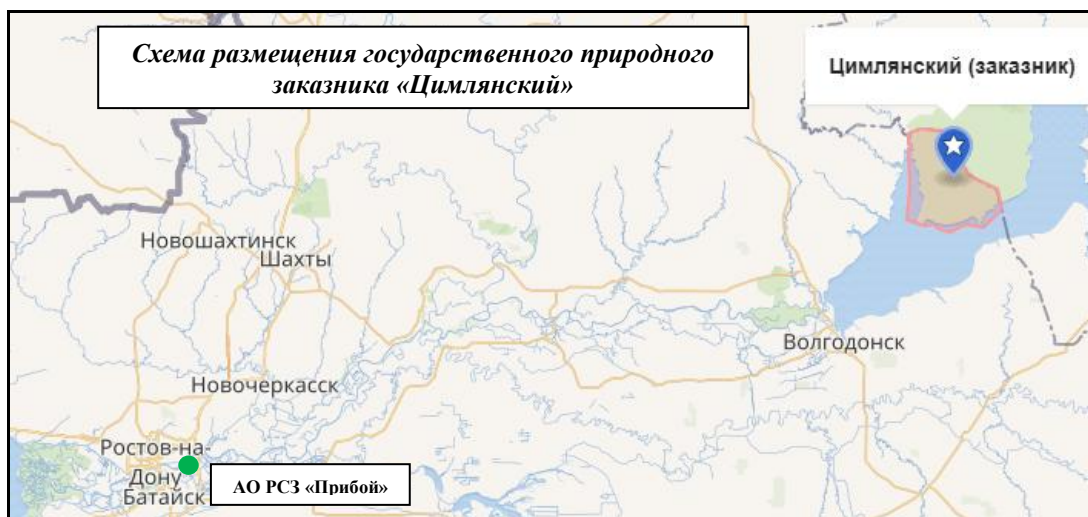 Схема размещения государственного природного
заказника «Цимлянский»
Цимлянский (заказник)
Новошахтинск
Шахты
Волгодонск
Новочеркасск
Ростов-на-
Дону
Батайск
АО РСЗ «Прибой»